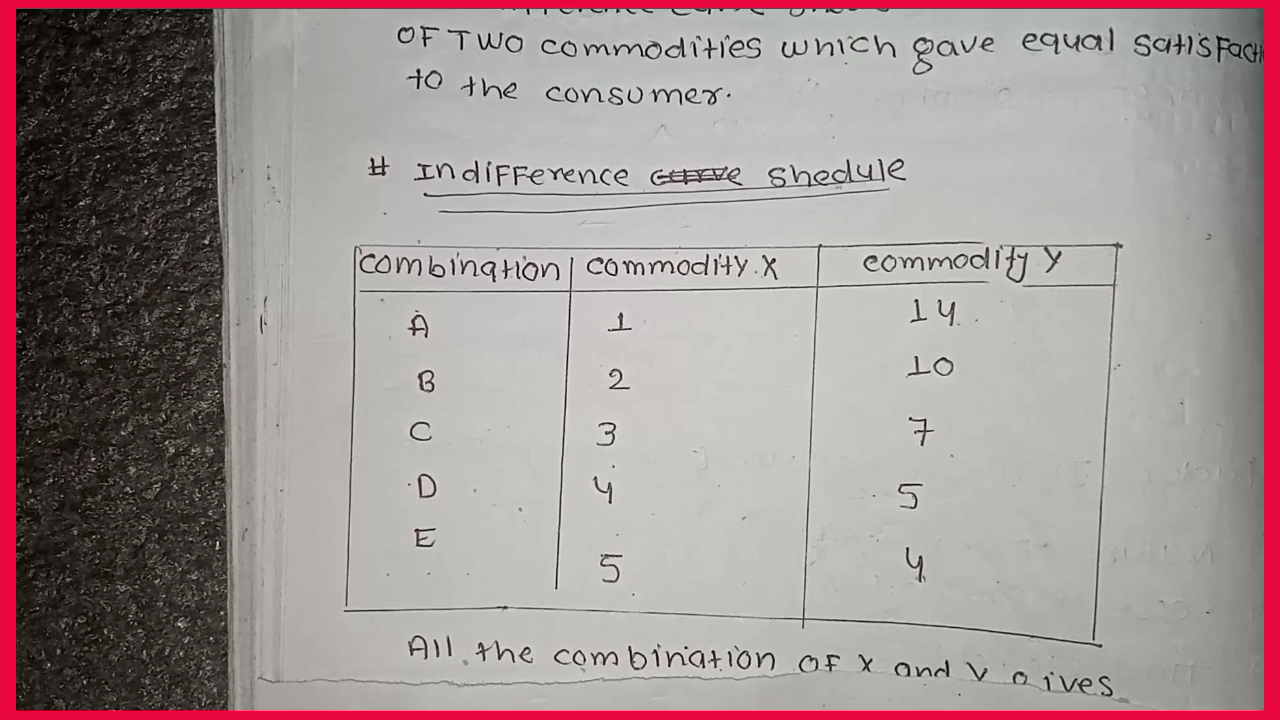 OF TWO commodities which gave equal satisfacti
to the consumer.
# Indifference curve shedule
combination commodity x commodity y
A 1 14
B 2 10
C 3 7
D 4 5
E 5 4
All the combination of x and y gives